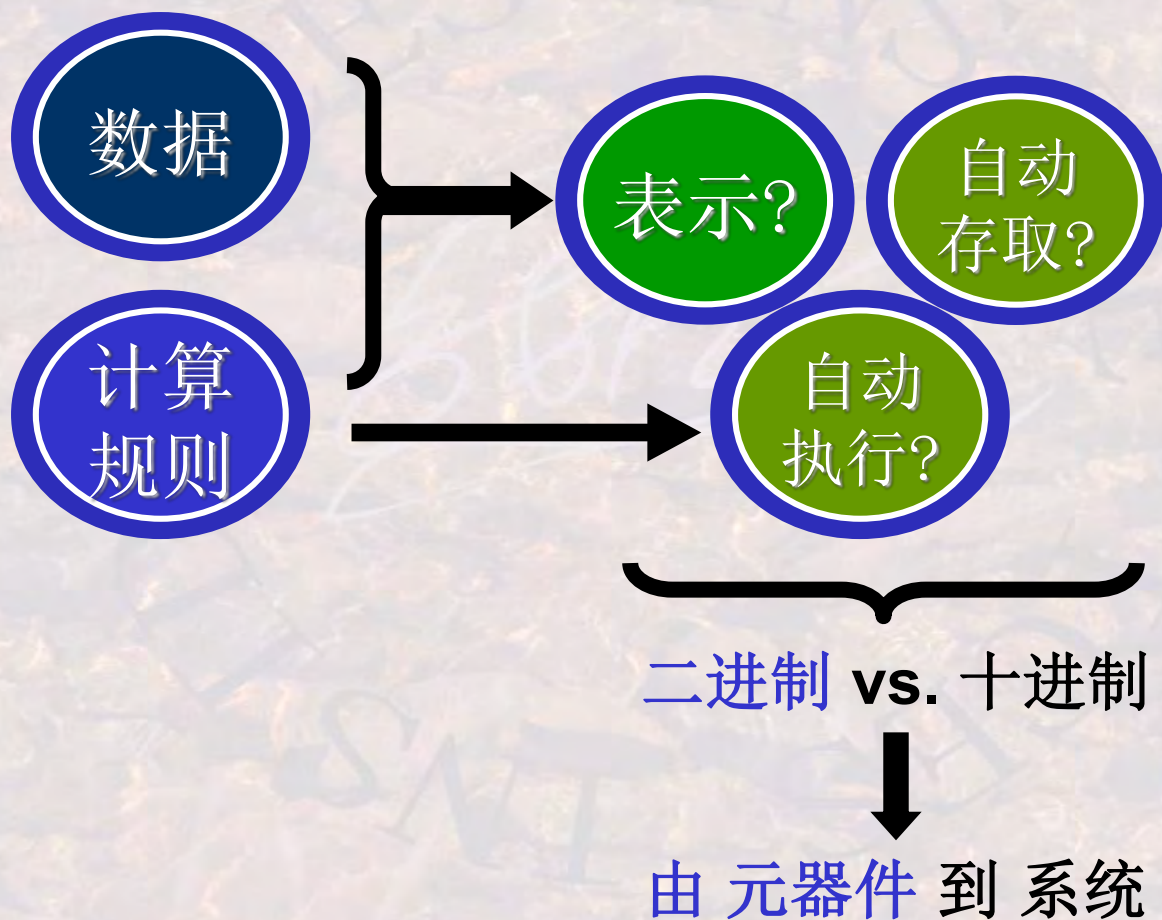 数据
计算
规则
表示?
自动
存取?
自动
执行?
二进制 vs. 十进制
由 元器件 到 系统